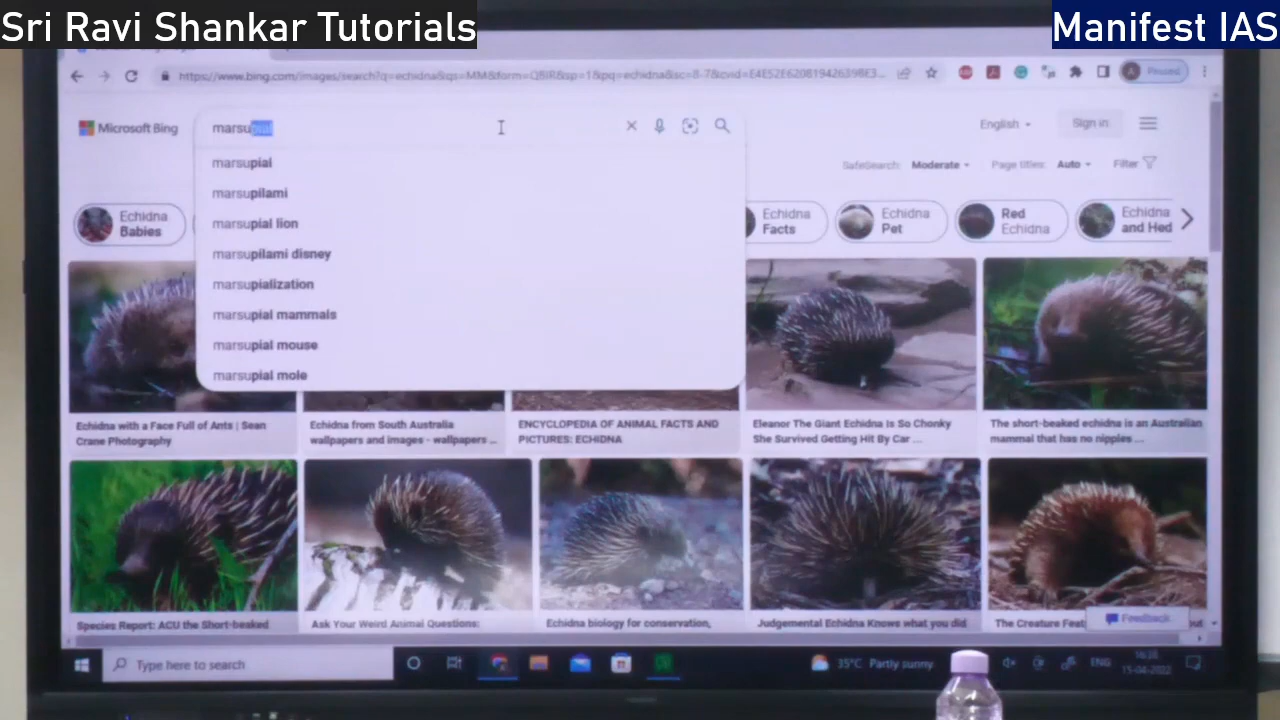 Sri Ravi Shankar Tutorials
Manifest IAS
Microsoft Bing
marsupial
English
Sign in
marsupial
marsupilami
marsupial lion
marsupilami disney
marsupialization
marsupial mammals
marsupial mouse
marsupial mole
SafeSearch: Moderate
Page titles: Auto
Filter
Echidna
Babies
Echidna
Facts
Echidna
Pet
Red
Echidna
Echidna
and Hed
Echidna with a Face Full of Ants | Sean
Crane Photography
Echidna from South Australia
wallpapers and images - wallpapers ...
ENCYCLOPEDIA OF ANIMAL FACTS AND
PICTURES: ECHIDNA
Eleanor The Giant Echidna Is So Chonky
She Survived Getting Hit By Car ...
The short-beaked echidna is an Australian
mammal that has no nipples ...
Species Report: ACU the Short-beaked
Ask Your Weird Animal Questions:
Echidna biology for conservation,
Judgemental Echidna Knows what you did
The Creature
Feedback
Type here to search
35°C Partly sunny
ENG
15-04-2022